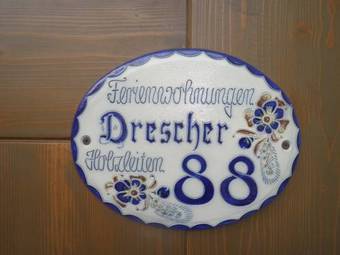 Ferienwohnungen
Drescher
Holzleiten
88